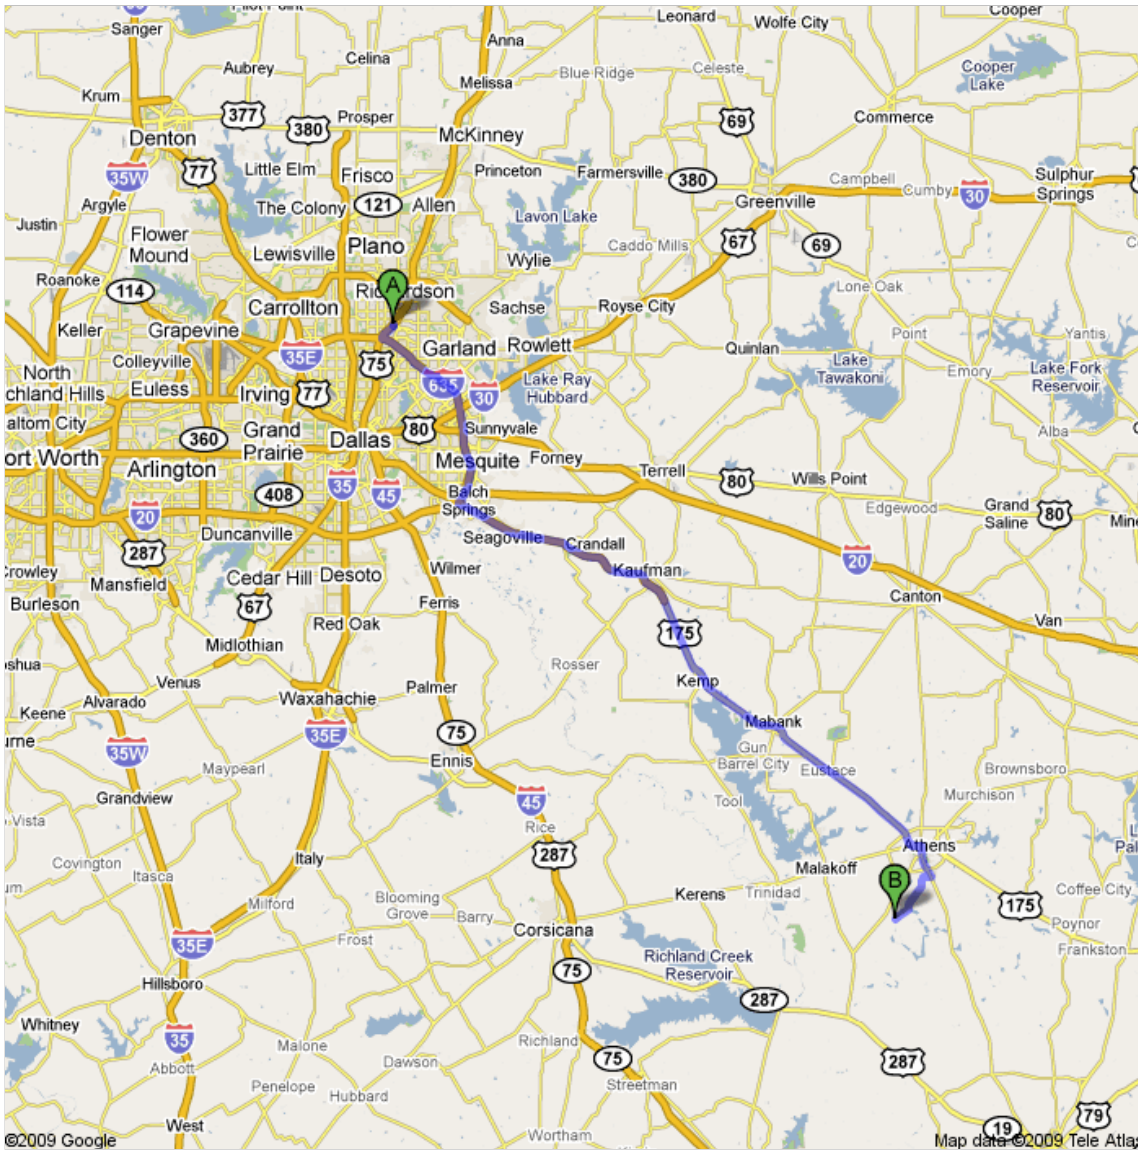 Sanger
Pilot Point
Leonard
Wolfe City
Cooper
Anna
Celina
Aubrey
Melissa
Blue Ridge
Celeste
Cooper
Lake
Krum
377
380
Prosper
69
Commerce
Denton
McKinney
77
Little Elm
Princeton
Farmersville
380
Campbell
Cumby
30
Sulphur
Springs
35W
Frisco
Argyle
The Colony
121
Allen
Greenville
Lavon Lake
Justin
Flower
Mound
Lewisville
Plano
Caddo Mills
67
69
Wylie
Roanoke
114
A
Lone Oak
Carrollton
Sachse
Royse City
Keller
Grapevine
Point
Yantis
Colleyville
35E
75
Garland
Rowlett
Quinlan
Lake
Tawakoni
Emory
Lake Fork
Reservoir
North
Euless
Irving
77
635
30
Lake Ray
Hubbard
360
Grand
Prairie
Dallas
80
Sunnyvale
Alba
Arlington
Mesquite
Forney
Terrell
80
Wills Point
408
35
45
Balch
Springs
Edgewood
Grand
Saline
80
20
Duncanville
Seagoville
Crandall
287
Mansfield
Cedar Hill
Desoto
Wilmer
Kaufman
20
Crowley
Canton
Burleson
67
Ferris
Van
Red Oak
175
Midlothian
Rosser
Venus
Kemp
Alvarado
Keene
Waxahachie
Palmer
Mabank
35W
35E
75
Gun
Barrel City
Maypearl
Ennis
Eustace
Brownsboro
Grandview
45
Tool
Murchison
Rice
Italy
287
Athens
Covington
Itasca
Malakoff
B
Coffee City
Milford
Blooming
Grove
Barry
Kerens
Trinidad
175
Poynor
35E
Frost
Corsicana
Frankston
Richland Creek
Reservoir
Hillsboro
75
287
Whitney
35
Malone
Richland
Abbott
Dawson
75
287
Penelope
Hubbard
Streetman
West
Wortham
19
79
©2009 Google
Map data ©2009 Tele Atlas